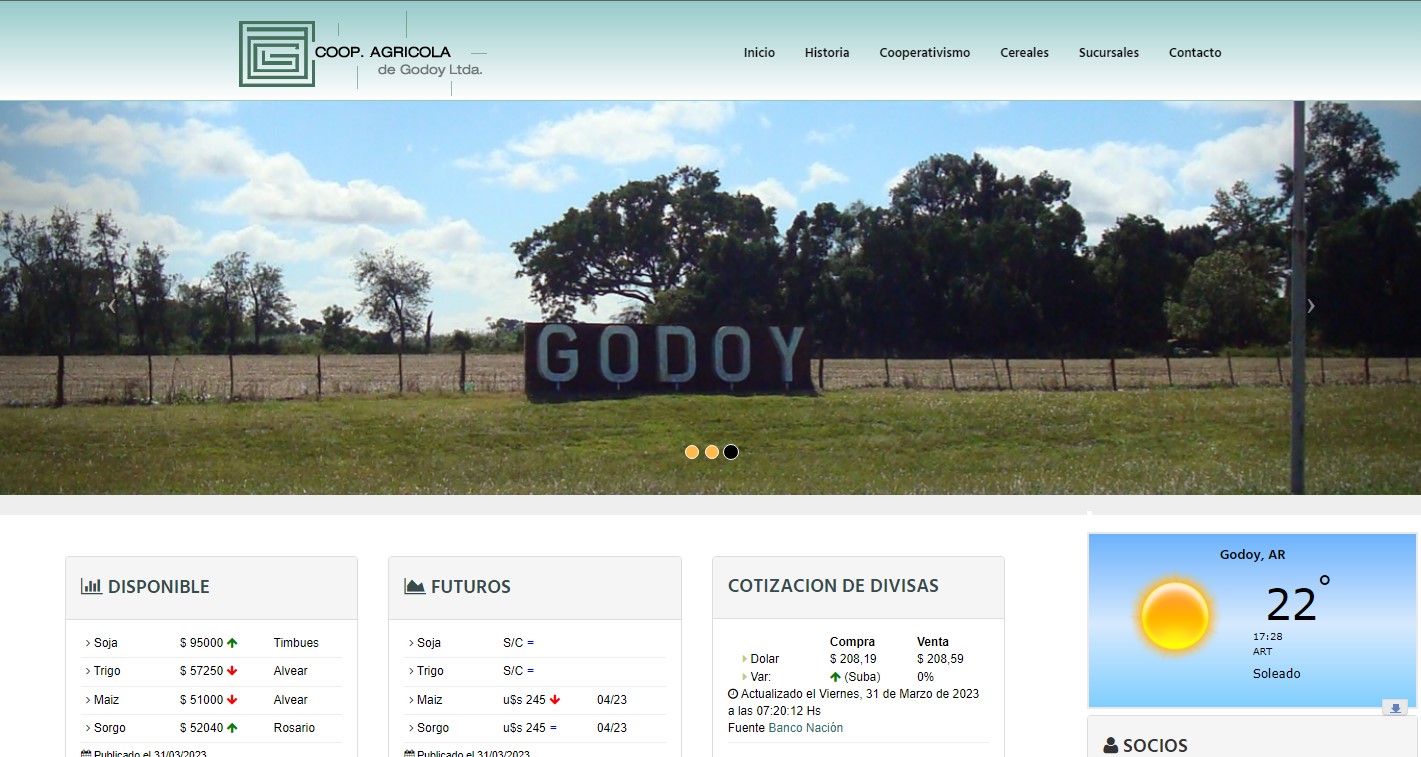 COOP. AGRICOLA
de Godoy Ltda.
Inicio Historia Cooperativismo Cereales Sucursales Contacto
GODOY
DISPONIBLE
Soja $ 95000 Timbues
Trigo $ 57250 Alvear
Maiz $ 51000 Alvear
Sorgo $ 52040 Rosario
Publicado el 31/03/2023
FUTUROS
Soja S/C =
Trigo S/C =
Maiz u$s 245 04/23
Sorgo u$s 245 = 04/23
Publicado el 31/03/2023
COTIZACION DE DIVISAS
Compra Venta
Dolar $ 208,19 $ 208,59
Var: (Suba) 0%
Actualizado el Viernes, 31 de Marzo de 2023
a las 07:20:12 Hs
Fuente Banco Nación
Godoy, AR
22°
17:28
ART
Soleado
SOCIOS